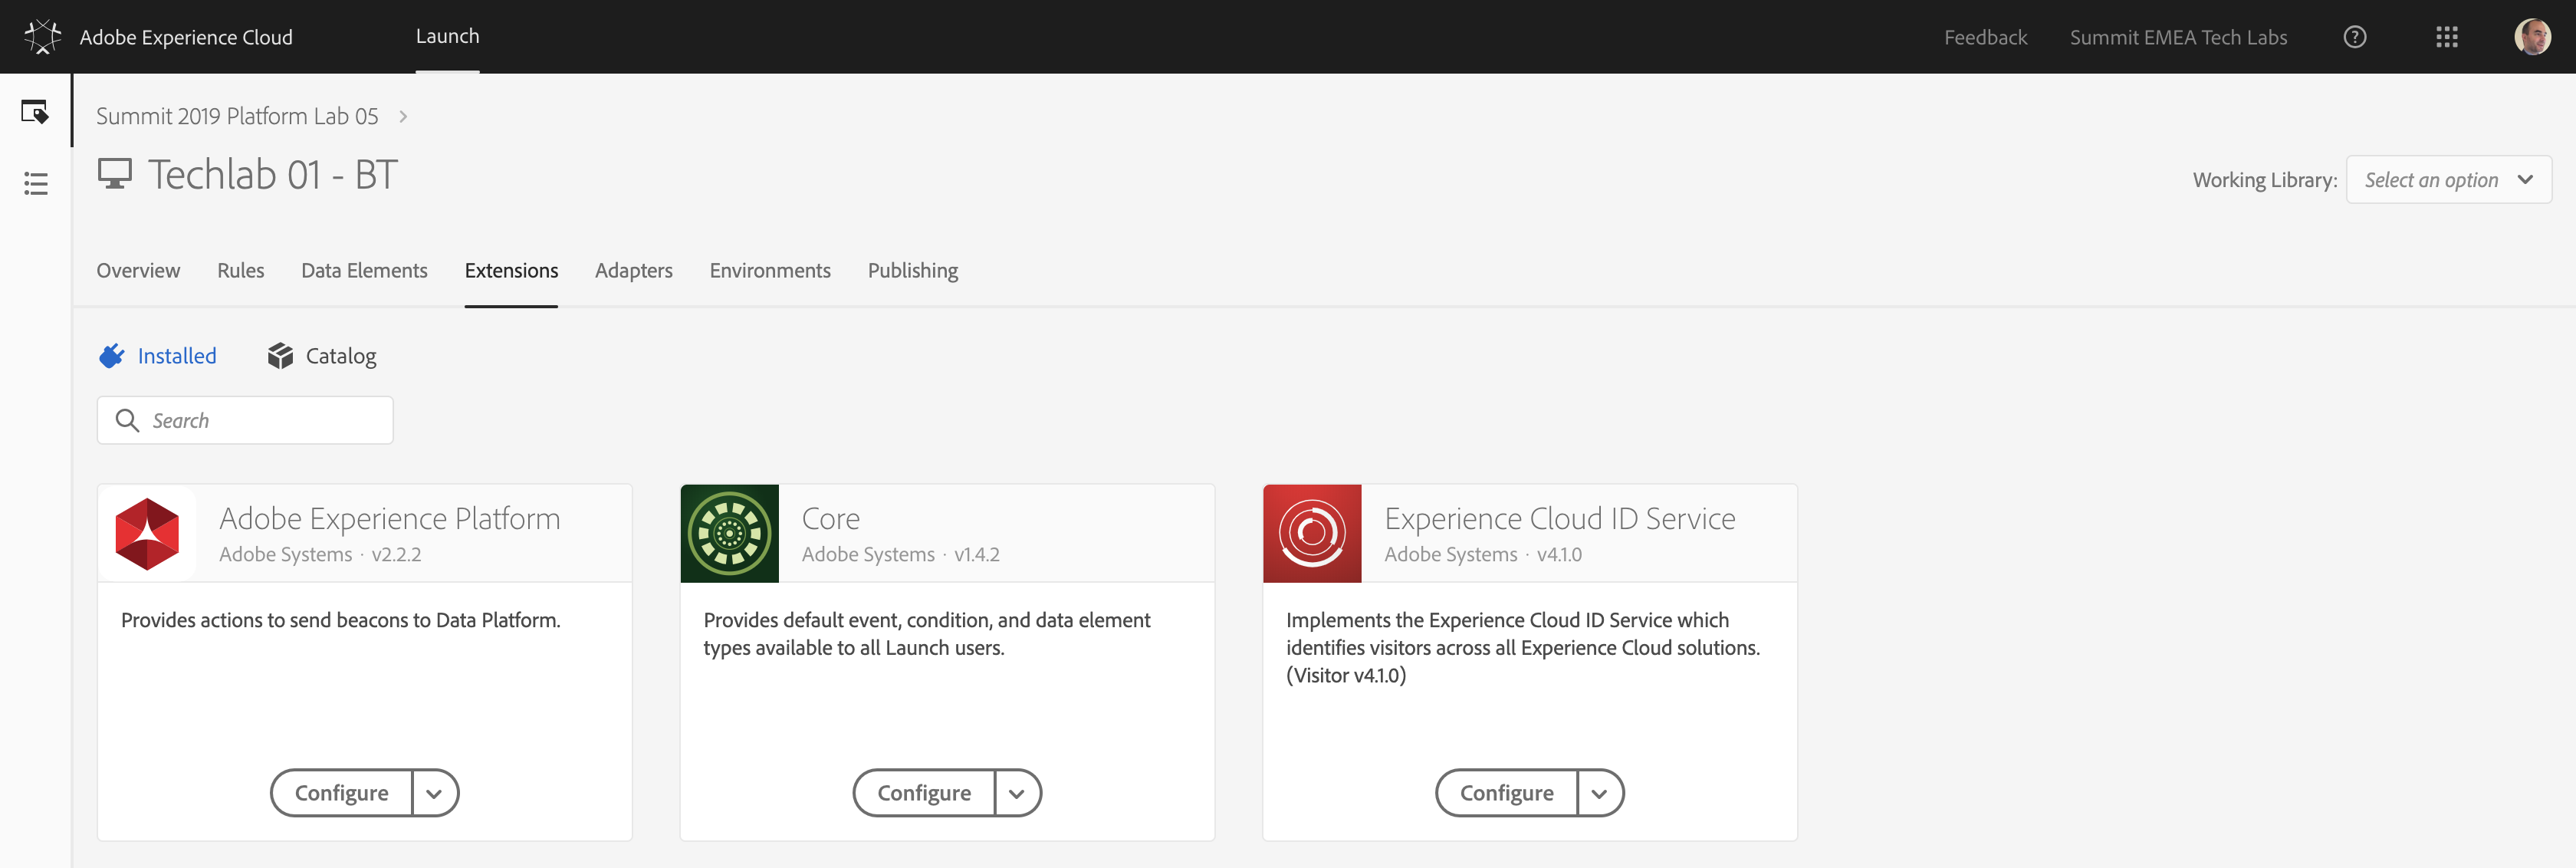 Adobe Experience Cloud
Launch
Feedback
Summit EMEA Tech Labs
Summit 2019 Platform Lab 05
Techlab 01 - BT
Working Library:
Select an option
Overview
Rules
Data Elements
Extensions
Adapters
Environments
Publishing
Installed
Catalog
Search
Adobe Experience Platform
Adobe Systems · v2.2.2
Provides actions to send beacons to Data Platform.
Configure
Core
Adobe Systems · v1.4.2
Provides default event, condition, and data element
types available to all Launch users.
Configure
Experience Cloud ID Service
Adobe Systems · v4.1.0
Implements the Experience Cloud ID Service which
identifies visitors across all Experience Cloud solutions.
(Visitor v4.1.0)
Configure